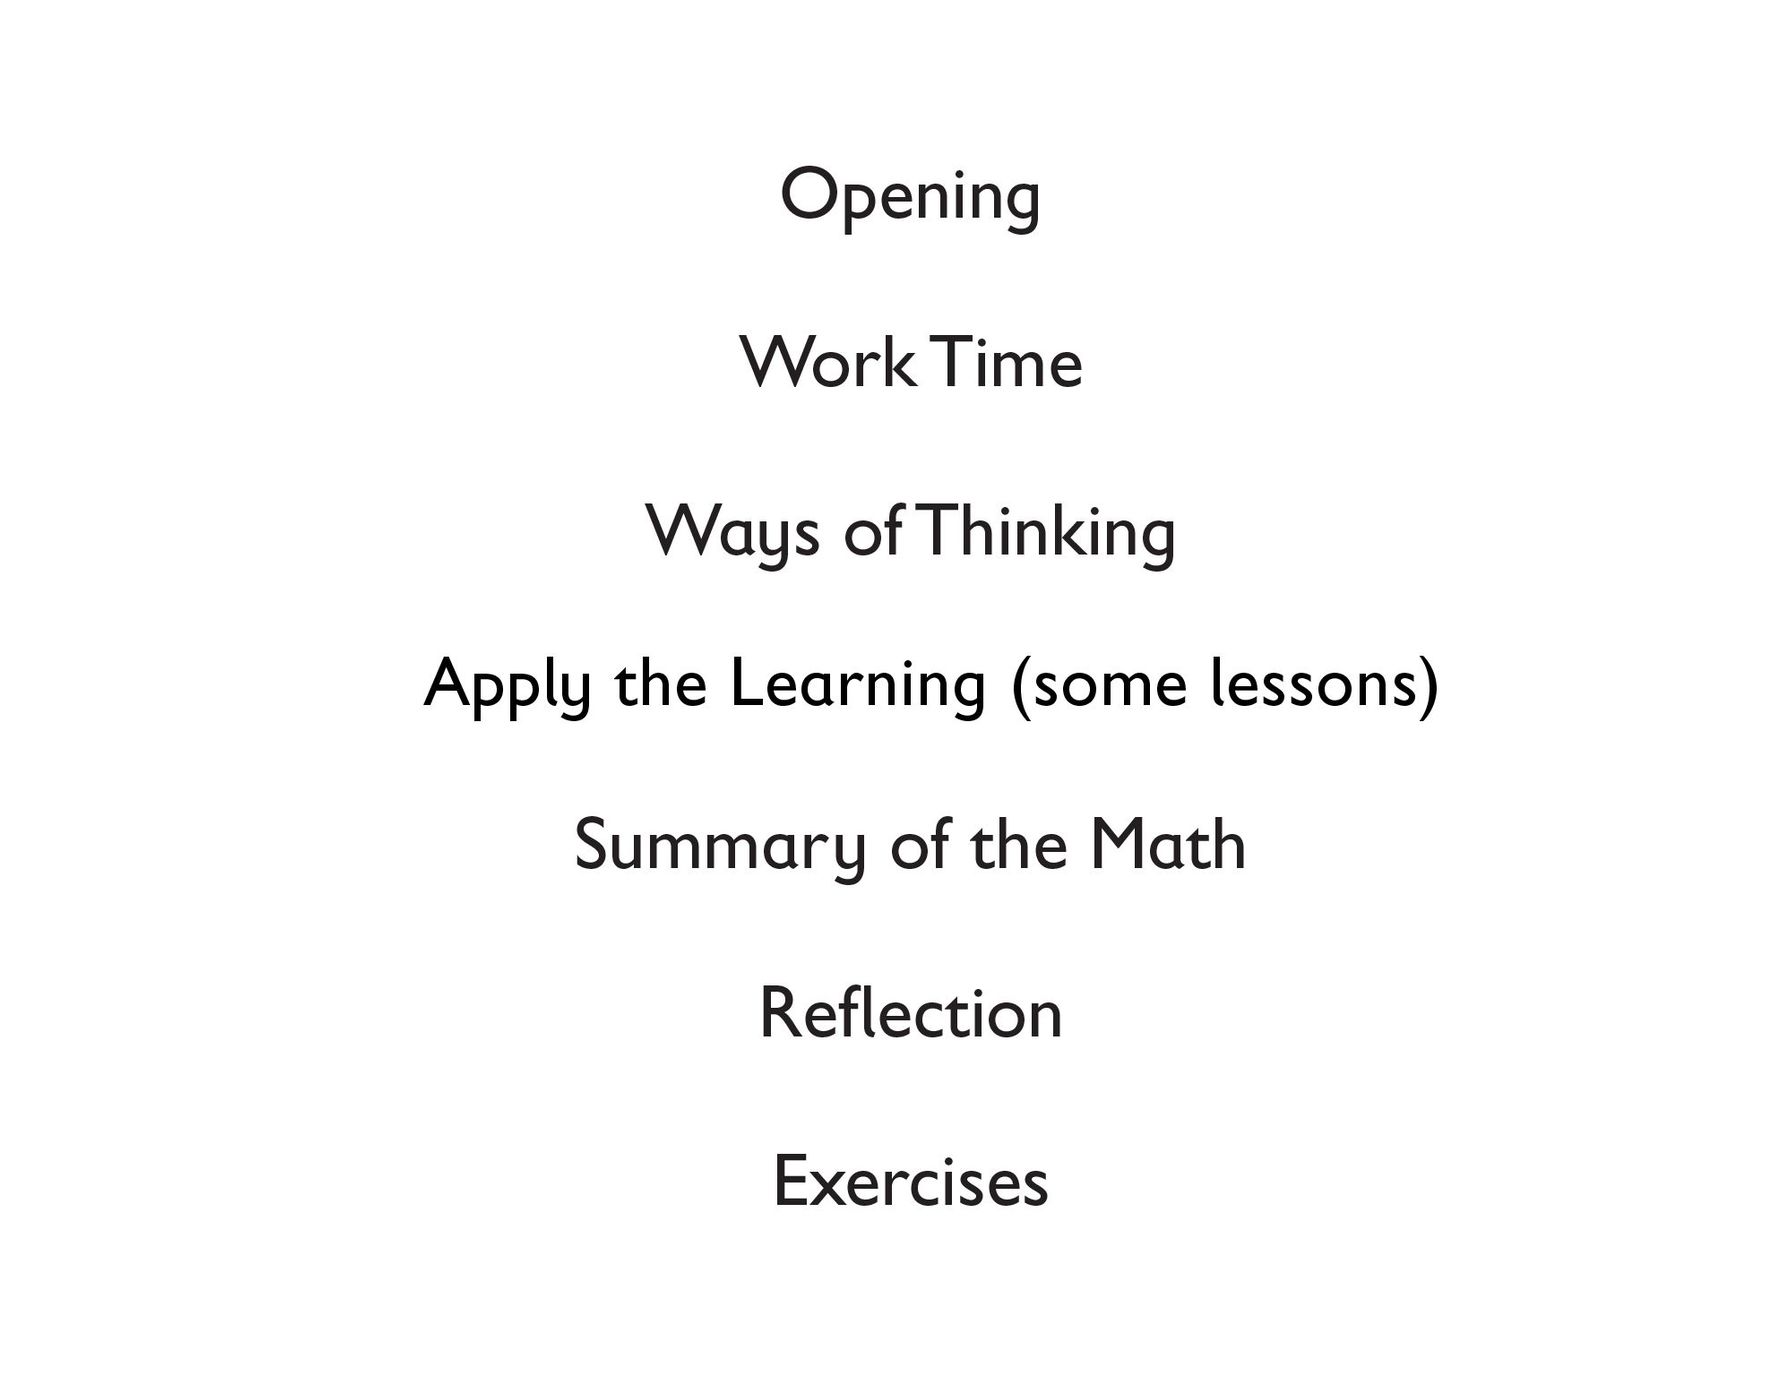 Opening
Work Time
Ways of Thinking
Apply the Learning (some lessons)
Summary of the Math
Reflection
Exercises